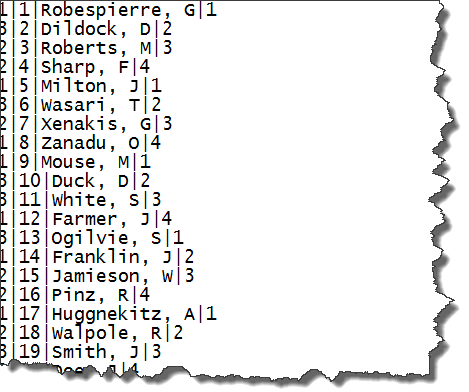 1|1|Robespierre, G|1
3|2|Dildock, D|2
2|3|Roberts, M|3
2|4|Sharp, F|4
1|5|Milton, J|1
3|6|Wasari, T|2
2|7|Xenakis, G|3
1|8|Zanadu, O|4
1|9|Mouse, M|1
3|10|Duck, D|2
3|11|White, S|3
1|12|Farmer, J|4
3|13|Ogilvie, S|1
1|14|Franklin, J|2
2|15|Jamieson, W|3
2|16|Pinz, R|4
1|17|Huggnekitz, A|1
2|18|Walpole, R|2
3|19|Smith, J|3